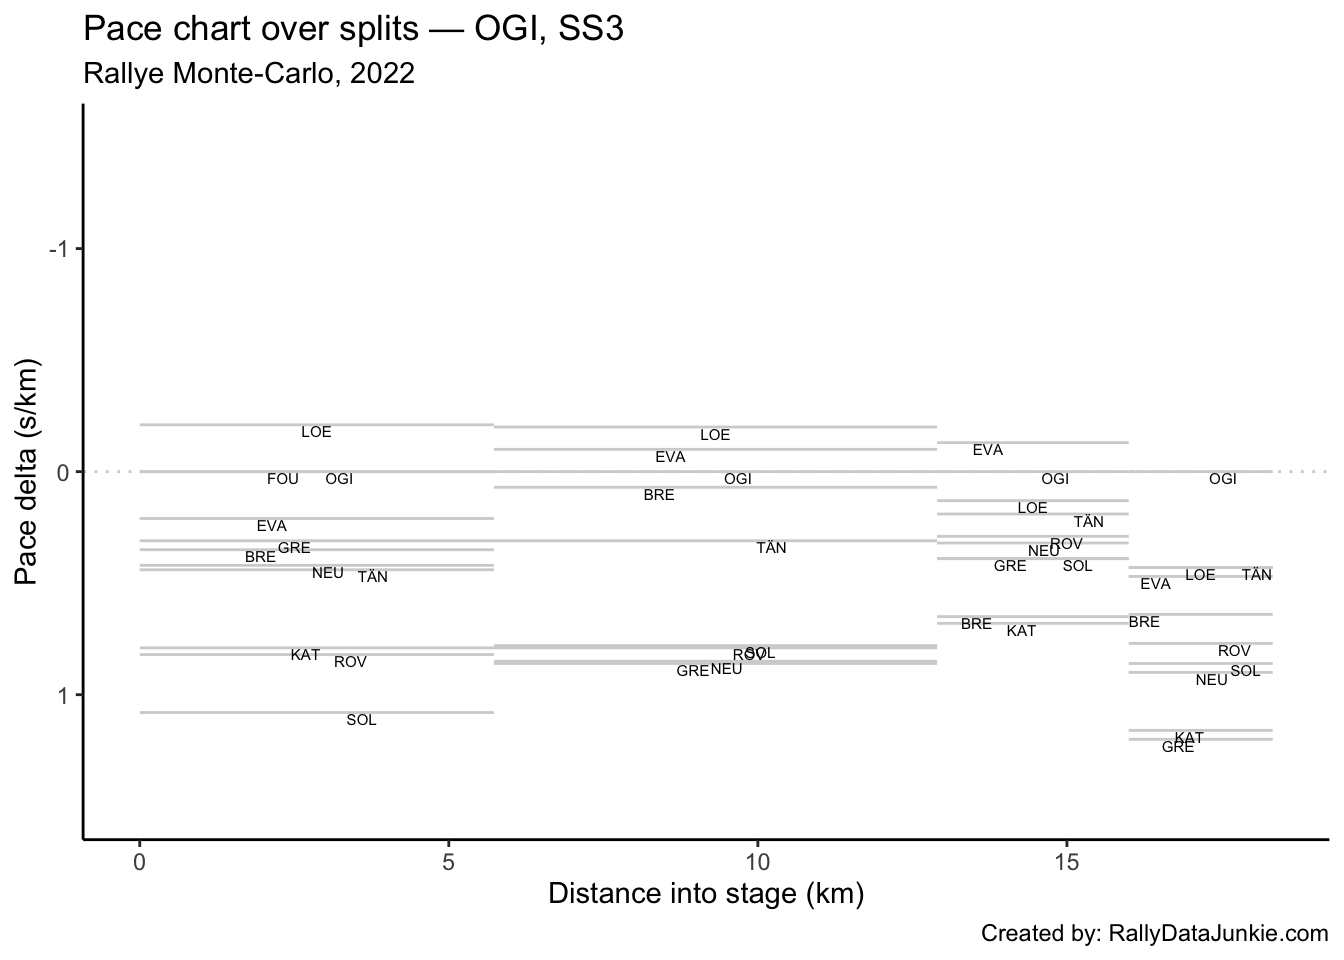 Pace chart over splits — OGI, SS3
Rallye Monte-Carlo, 2022
Pace delta (s/km)
-1
0
1
LOE
FOU OGI
EVA
GRE
BRE
NEU
TÄN
KAT
ROV
SOL
LOE
EVA
OGI
BRE
TÄN
SOL
ROV
NEU
GRE
EVA
OGI
LOE
TÄN
ROV
NEU
GRE SOL
BRE
KAT
OGI
LOE TÄN
EVA
BRE
ROV
SOL
NEU
KAT
GRE
0 5 10 15
Distance into stage (km)
Created by: RallyDataJunkie.com